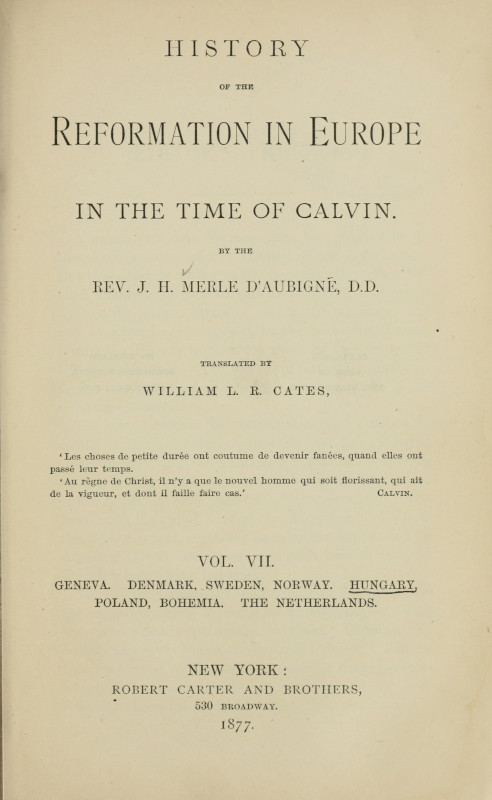 HISTORY
OF THE
REFORMATION IN EUROPE
IN THE TIME OF CALVIN.
BY THE
REV. J. H. MERLE D'AUBIGNÉ, D.D.
TRANSLATED BY
WILLIAM L. R. CATES,
‘Les choses de petite durée ont coutume de devenir fanées, quand elles ont
passé leur temps.
‘Au règne de Christ, il n'y a que le nouvel homme qui soit florissant, qui ait
de la vigueur, et dont il faille faire cas.’ CALVIN.
VOL. VII.
GENEVA. DENMARK, SWEDEN, NORWAY. HUNGARY,
POLAND, BOHEMIA. THE NETHERLANDS.
NEW YORK:
ROBERT CARTER AND BROTHERS,
530 BROADWAY.
1877.